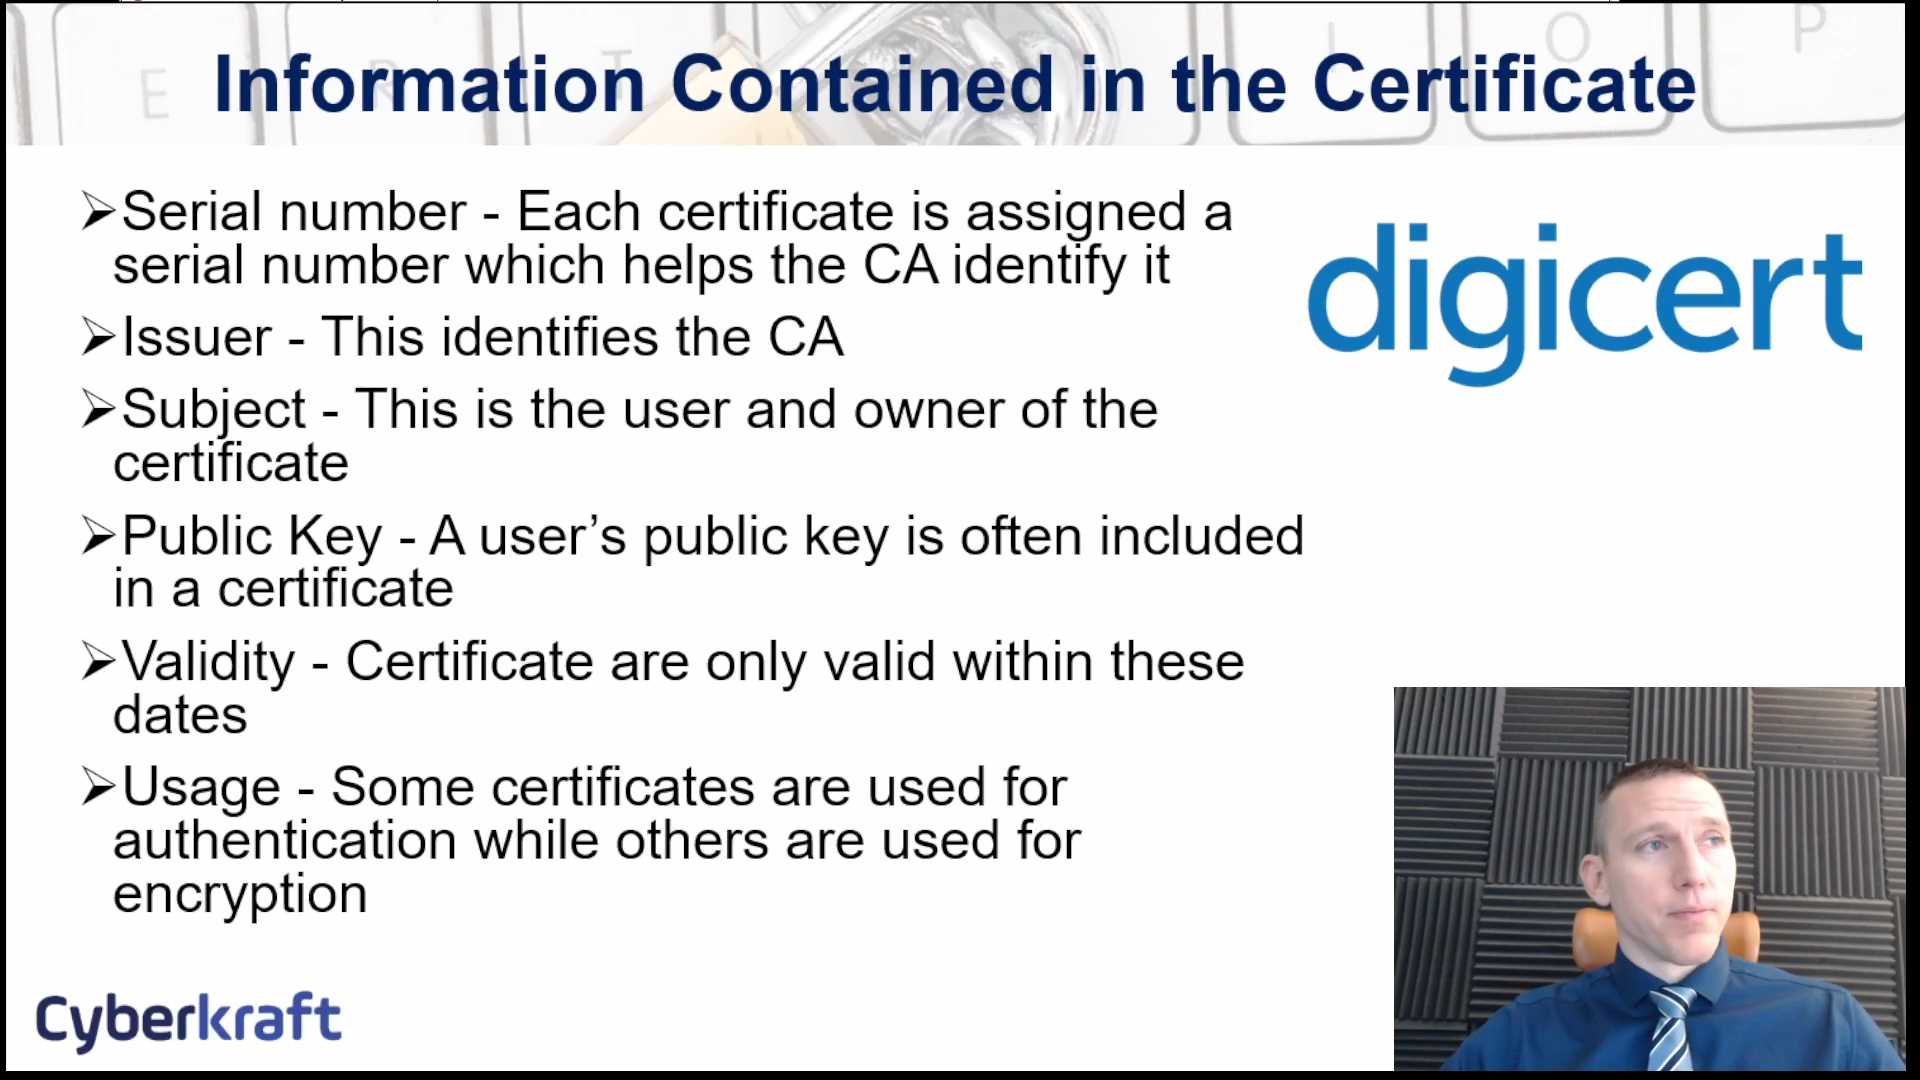 Information Contained in the Certificate
➢Serial number - Each certificate is assigned a
serial number which helps the CA identify it
➢Issuer - This identifies the CA
➢Subject - This is the user and owner of the
certificate
➢Public Key - A user’s public key is often included
in a certificate
➢Validity - Certificate are only valid within these
dates
➢Usage - Some certificates are used for
authentication while others are used for
encryption
digicert
Cyberkraft
E
R
T
I
O
P